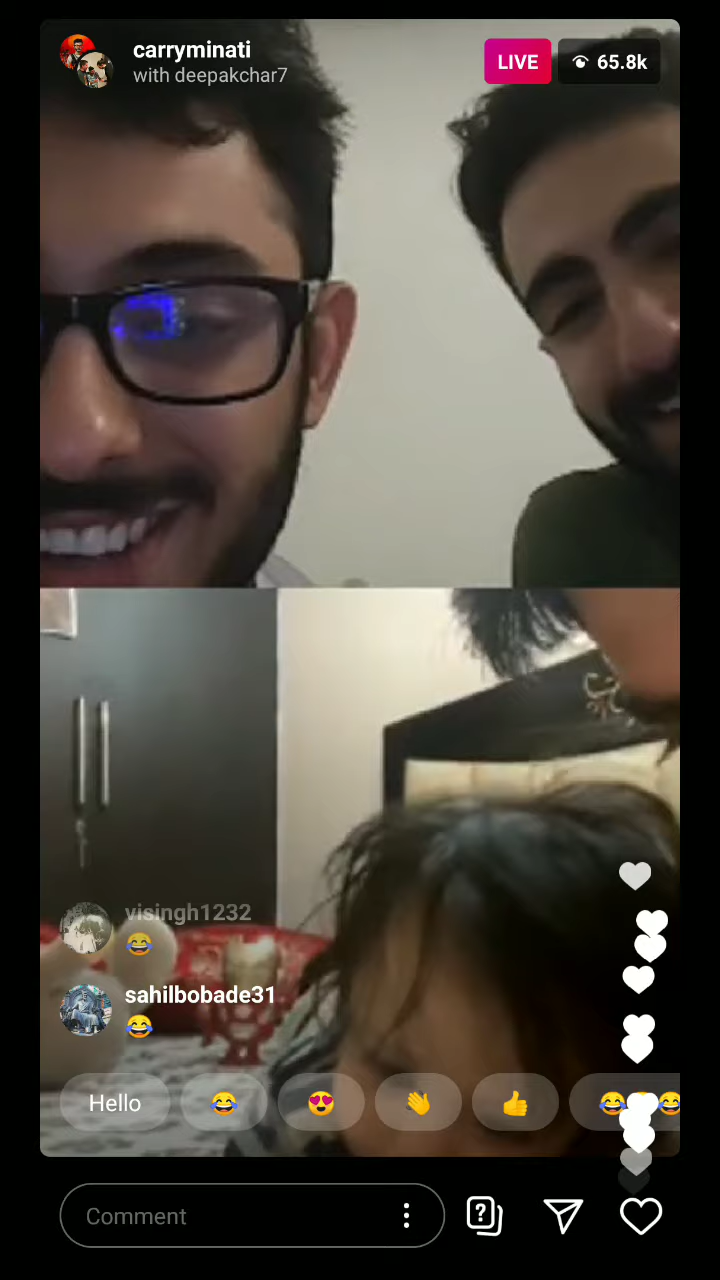 carryminati
with deepakchar7
LIVE
65.8k
visingh1232
😂
sahilbobade31
😂
Hello 😂 😍 👏 👍 😂 😂
Comment